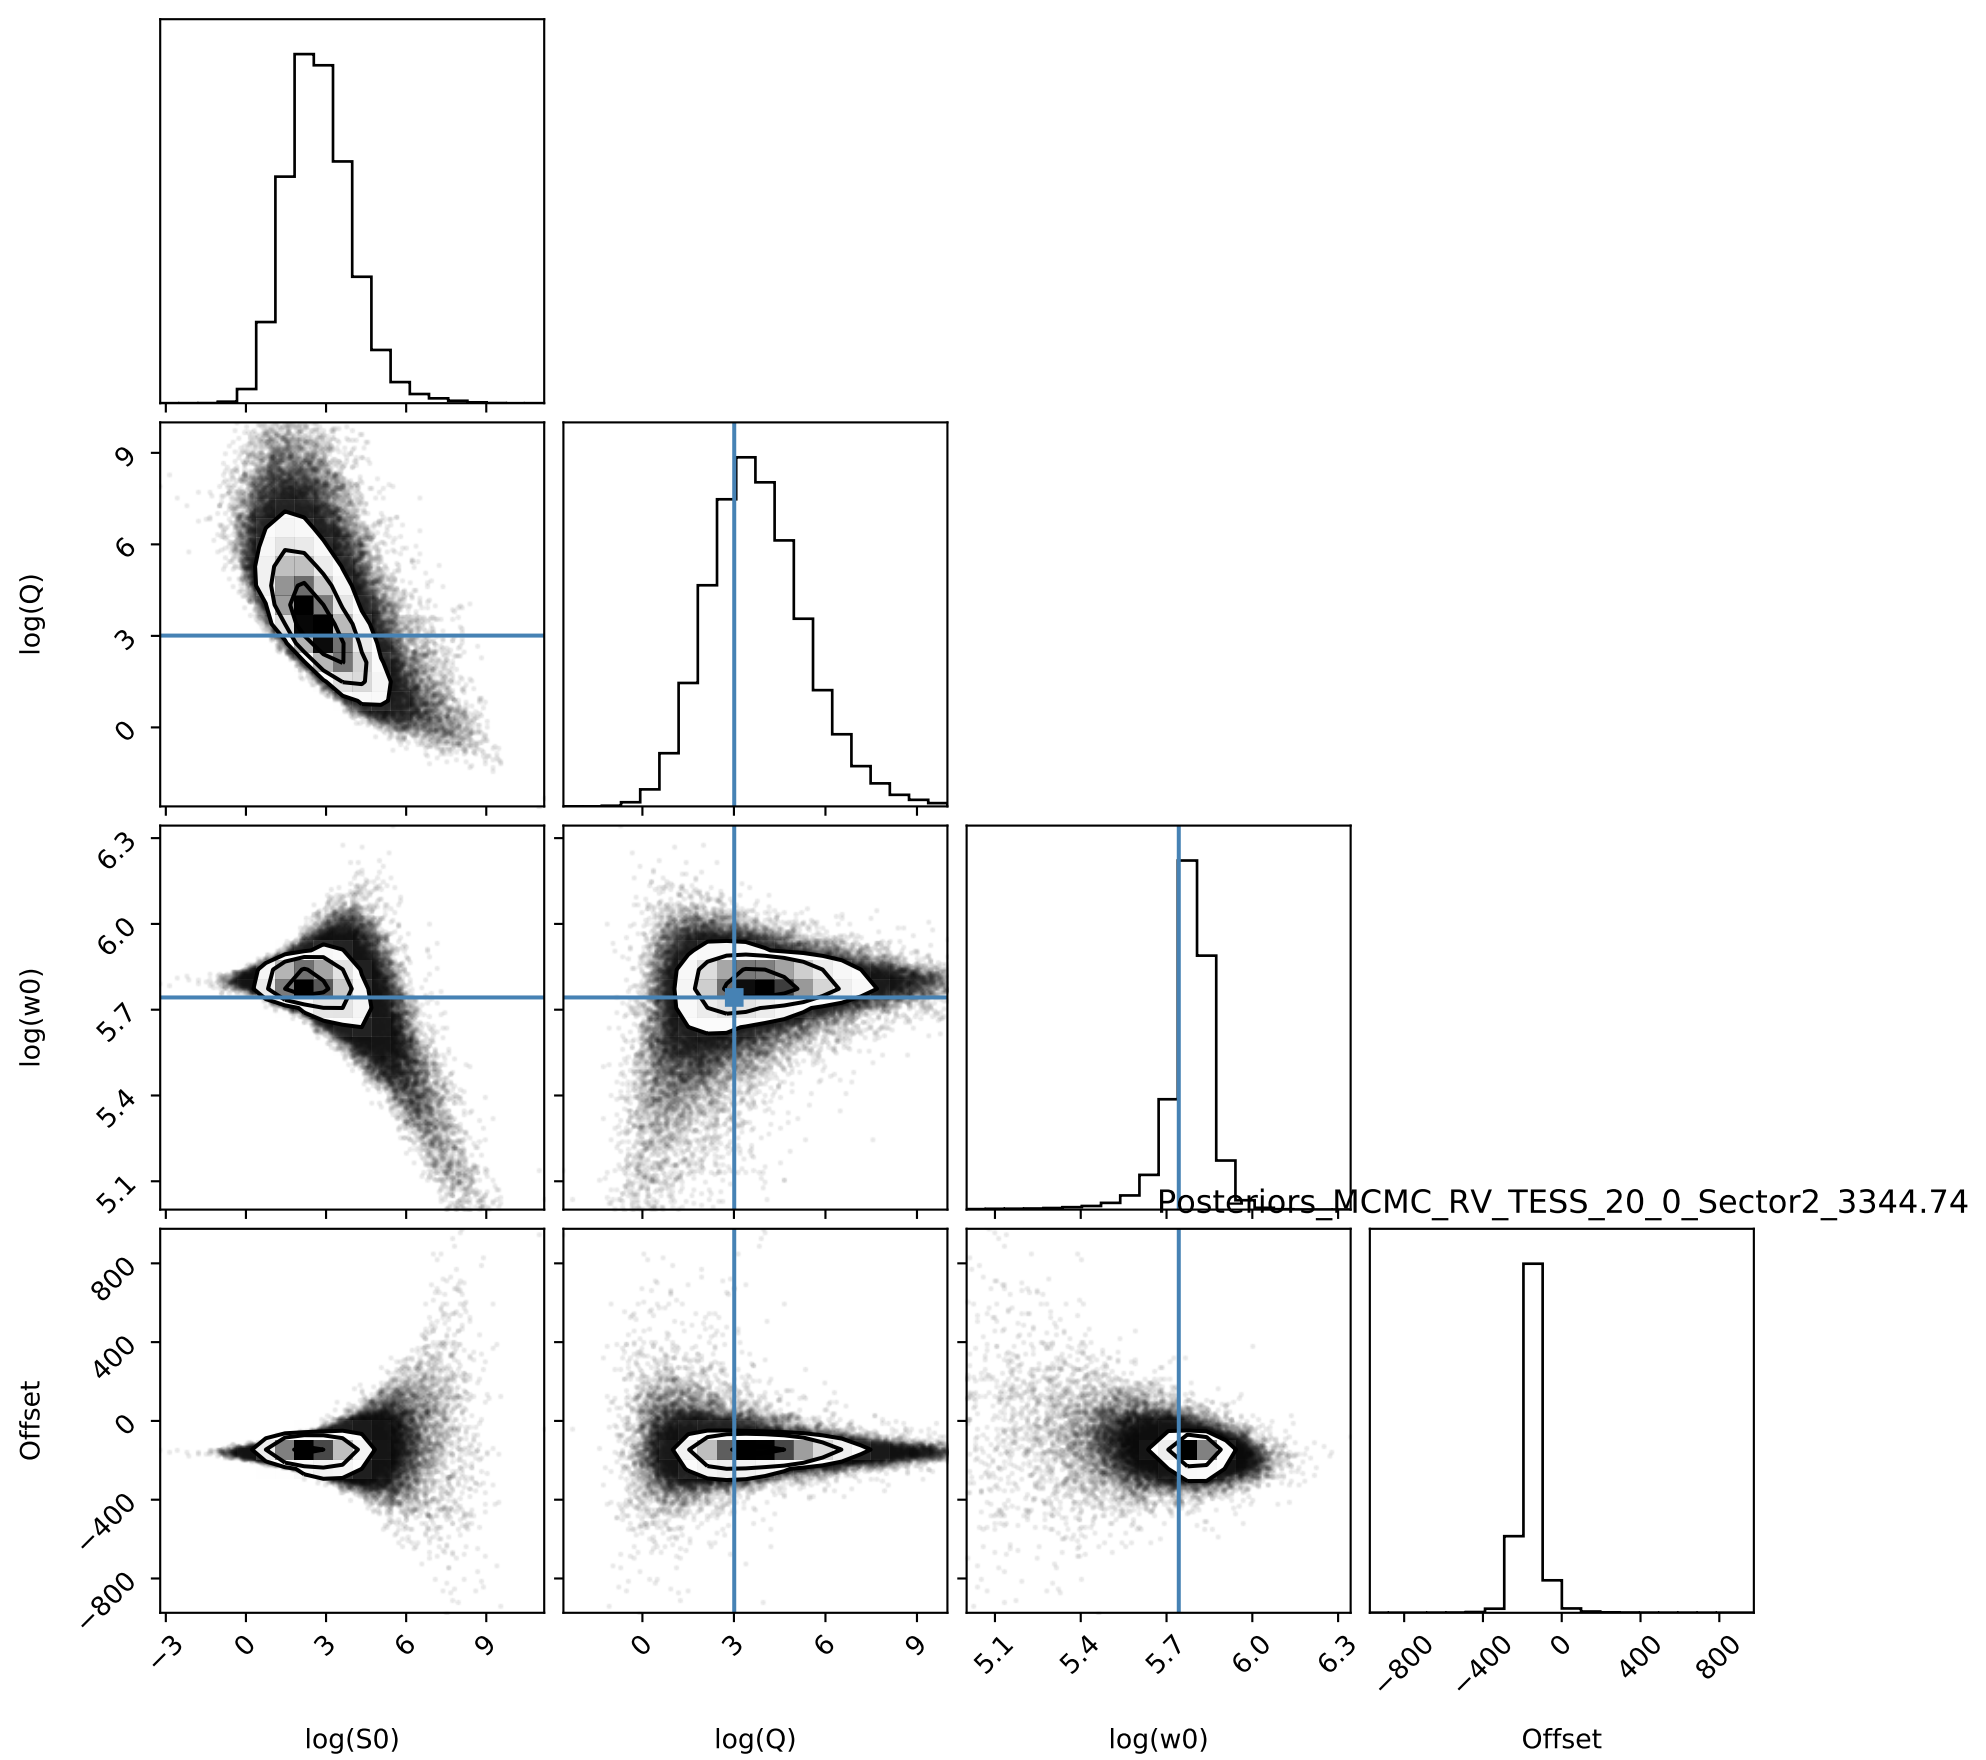 9
6
3
0
log(Q)
6.3
6.0
5.7
5.4
5.1
log(w0)
Posteriors_MCMC_RV_TESS_20_0_Sector2_3344.74
800
400
0
−400
−800
Offset
−3 0 3 6 9 0 3 6 9 5.1 5.4 5.7 6.0 6.3 −800 −400 0 400 800
log(S0) log(Q) log(w0) Offset